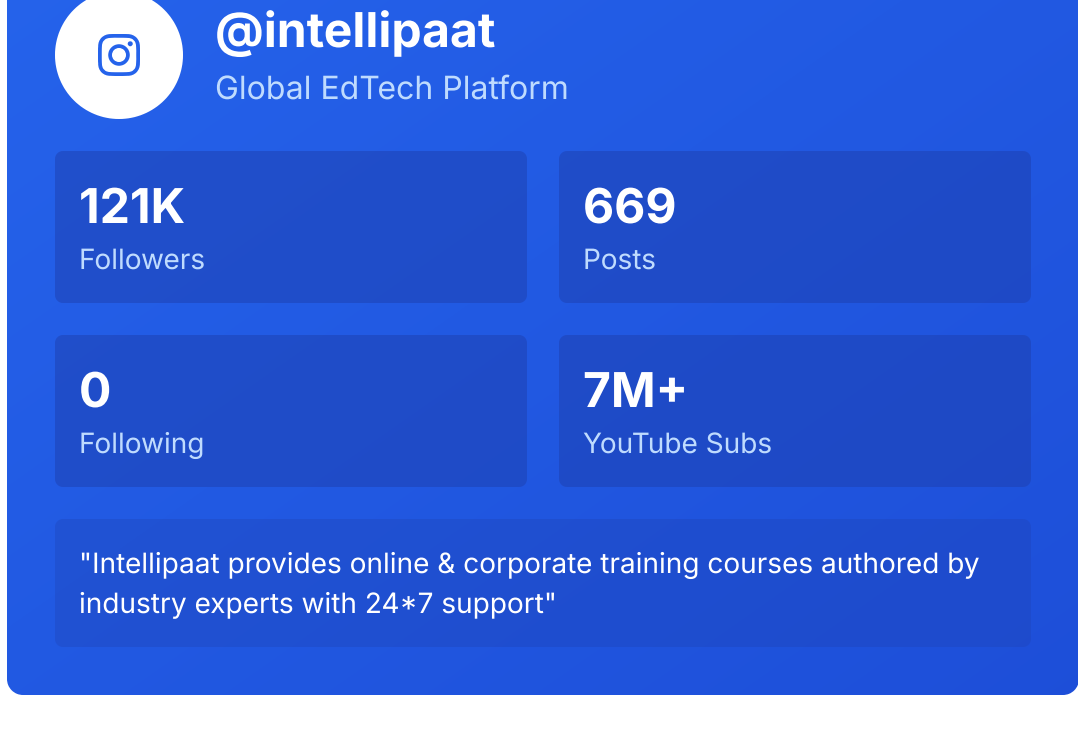 @intellipaat
Global EdTech Platform
121K
Followers
669
Posts
0
Following
7M+
YouTube Subs
"Intellipaat provides online & corporate training courses authored by
industry experts with 24*7 support"